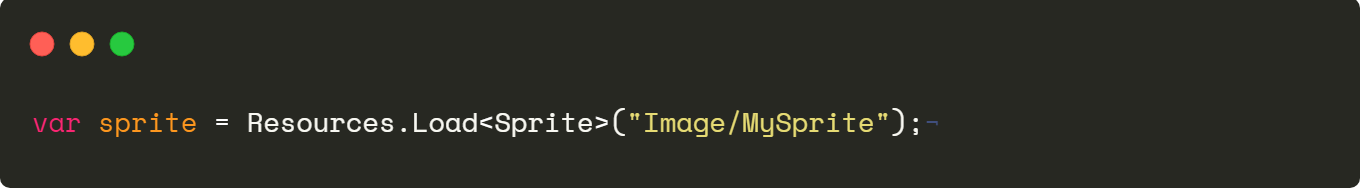 var sprite = Resources.Load<Sprite>("Image/MySprite");¬